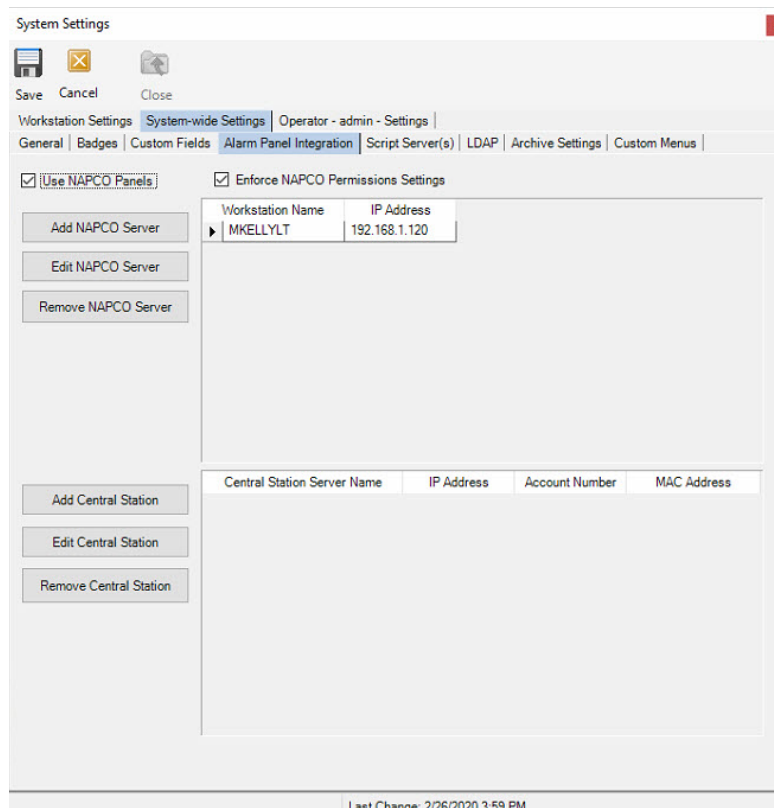 System Settings
Save Cancel Close
Workstation Settings System-wide Settings Operator - admin - Settings
General Badges Custom Fields Alarm Panel Integration Script Server(s) LDAP Archive Settings Custom Menus
Use NAPCO Panels Enforce NAPCO Permissions Settings
Workstation Name IP Address
Add NAPCO Server MKELLYLT 192.168.1.120
Edit NAPCO Server
Remove NAPCO Server
Central Station Server Name IP Address Account Number MAC Address
Add Central Station
Edit Central Station
Remove Central Station
Last Change: 2/26/2020 3:59 PM